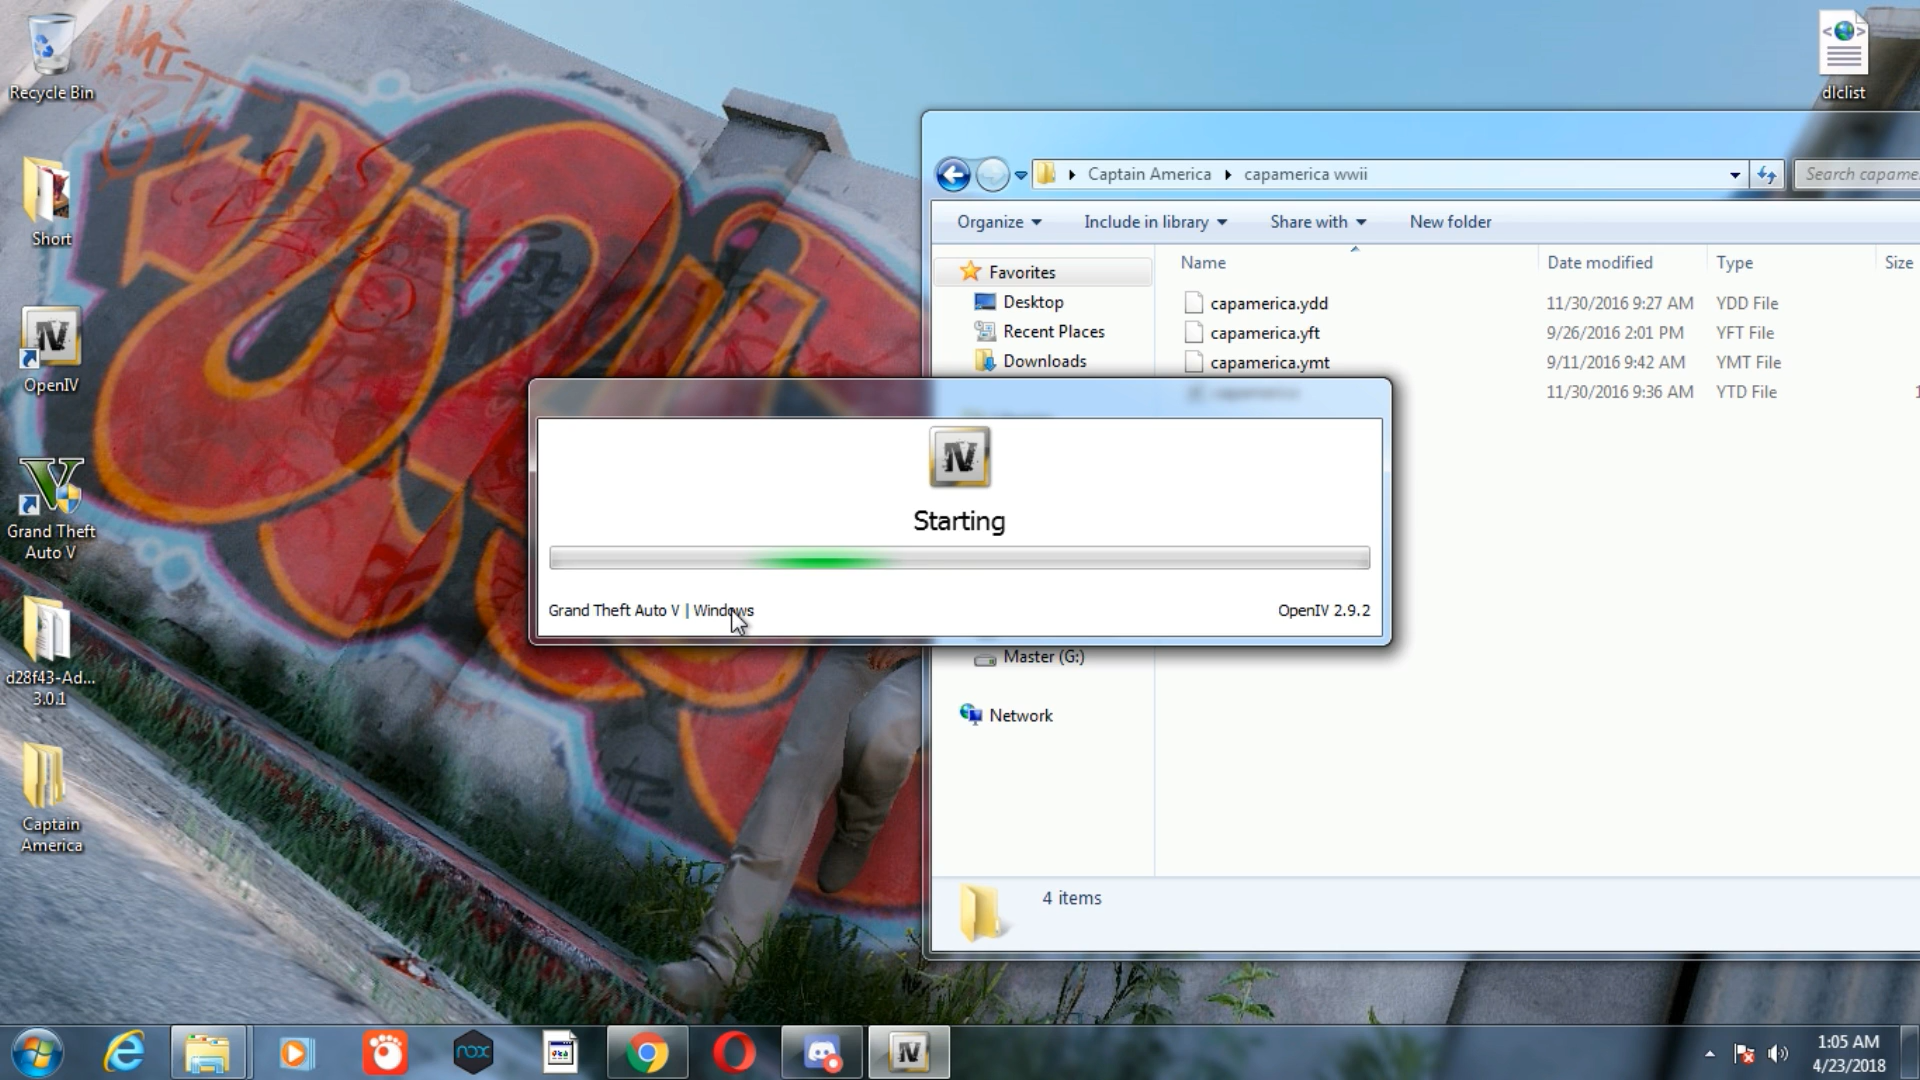 Recycle Bin
Short
OpenIV
Grand Theft
Auto V
d28f43-Ad...
3.0.1
Captain
America
dlclist
Captain America
capamerica wwii
Search capame
Organize
Include in library
Share with
New folder
Favorites
Desktop
Recent Places
Downloads
Name
Date modified
Type
Size
capamerica.ydd
11/30/2016 9:27 AM
YDD File
capamerica.yft
9/26/2016 2:01 PM
YFT File
capamerica.ymt
9/11/2016 9:42 AM
YMT File
11/30/2016 9:36 AM
YTD File
1
IV
Starting
Grand Theft Auto V | Windows
OpenIV 2.9.2
Master (G:)
Network
4 items
nox
1:05 AM
4/23/2018